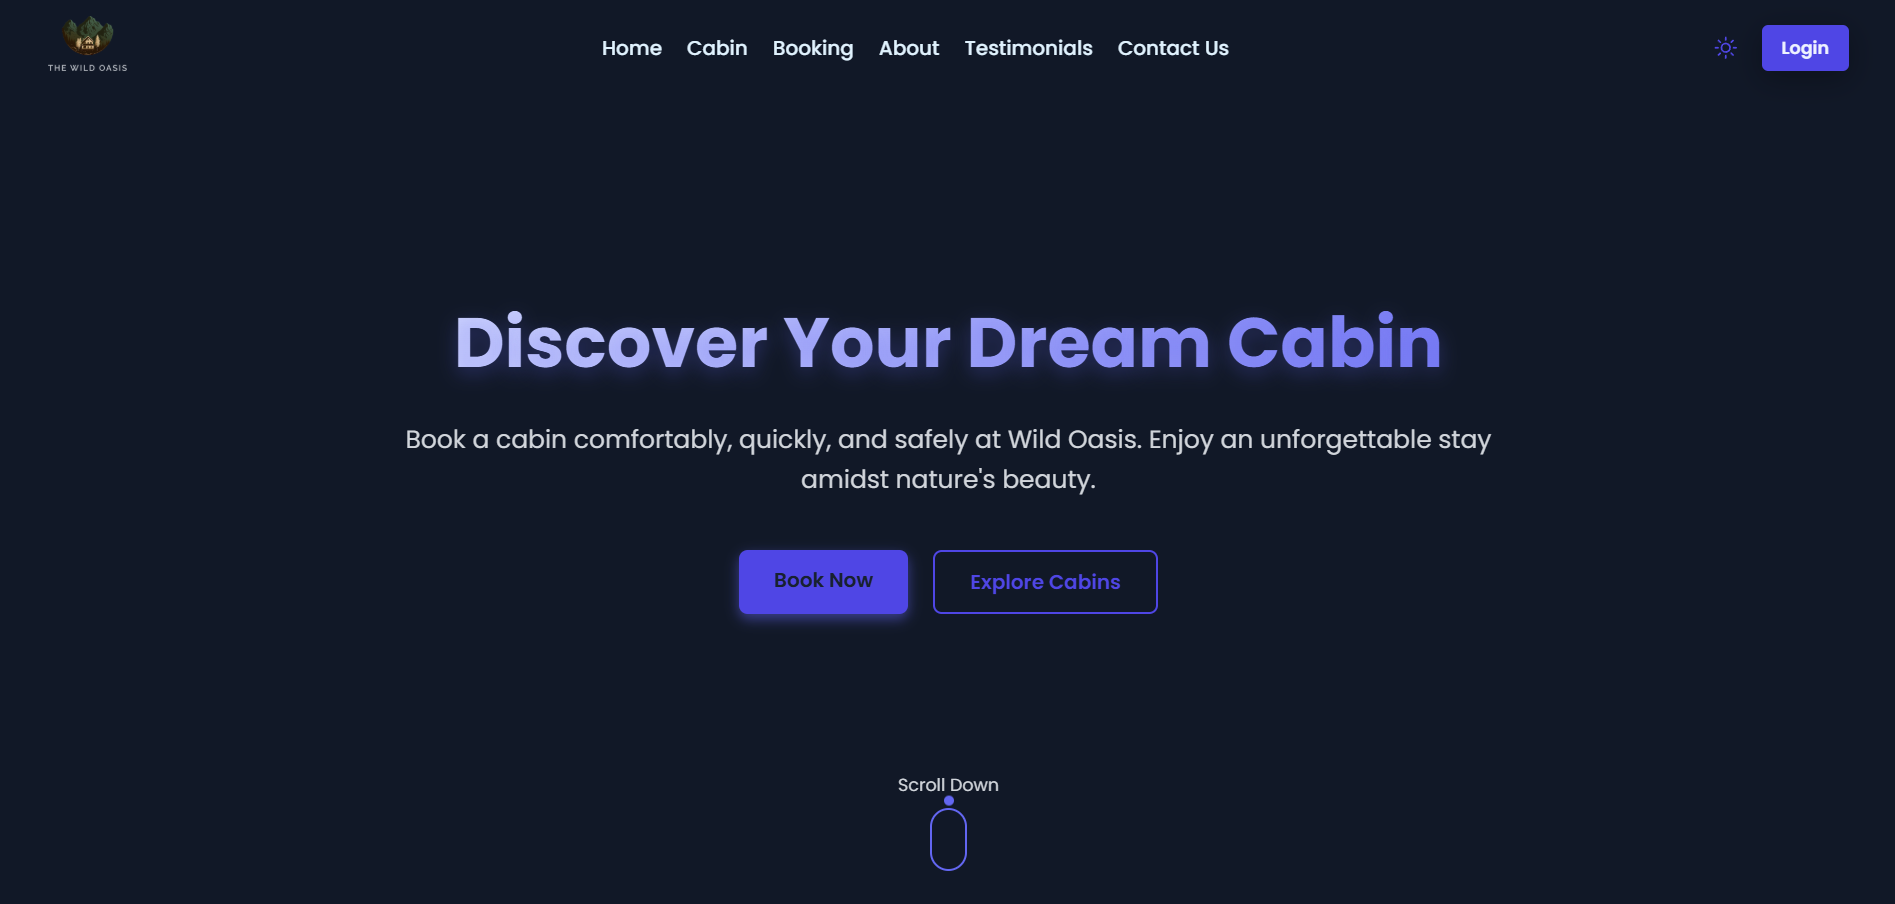 THE WILD OASIS
Home Cabin Booking About Testimonials Contact Us
Login
Discover Your Dream Cabin
Book a cabin comfortably, quickly, and safely at Wild Oasis. Enjoy an unforgettable stay
amidst nature's beauty.
Book Now
Explore Cabins
Scroll Down